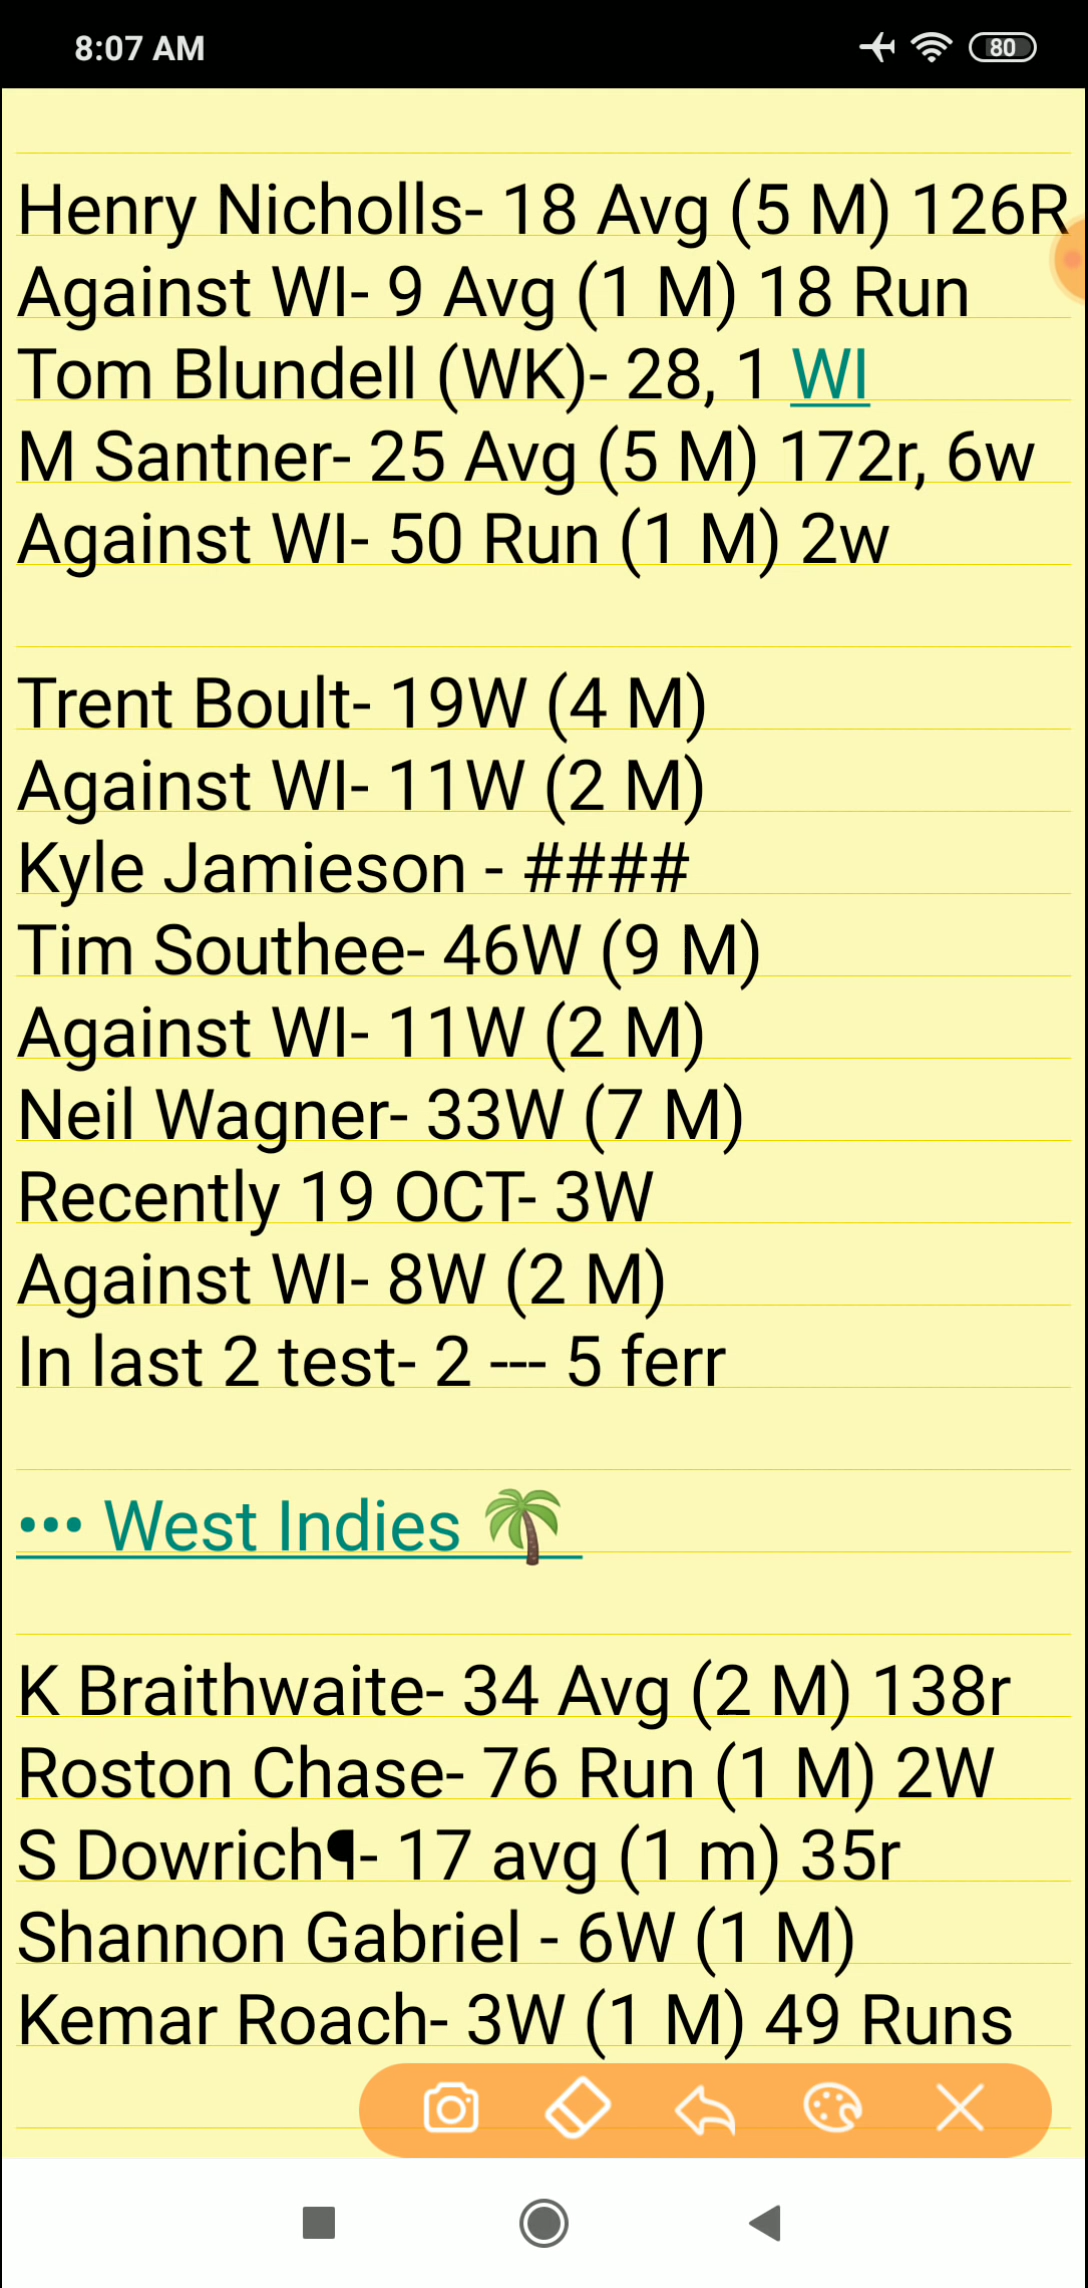 8:07 AM
80
Henry Nicholls- 18 Avg (5 M) 126R
Against WI- 9 Avg (1 M) 18 Run
Tom Blundell (WK)- 28, 1 WI
M Santner- 25 Avg (5 M) 172r, 6w
Against WI- 50 Run (1 M) 2w
Trent Boult- 19W (4 M)
Against WI- 11W (2 M)
Kyle Jamieson - ####
Tim Southee- 46W (9 M)
Against WI- 11W (2 M)
Neil Wagner- 33W (7 M)
Recently 19 OCT- 3W
Against WI- 8W (2 M)
In last 2 test- 2 --- 5 ferr
••• West Indies 🌴
K Braithwaite- 34 Avg (2 M) 138r
Roston Chase- 76 Run (1 M) 2W
S Dowrich¶- 17 avg (1 m) 35r
Shannon Gabriel - 6W (1 M)
Kemar Roach- 3W (1 M) 49 Runs